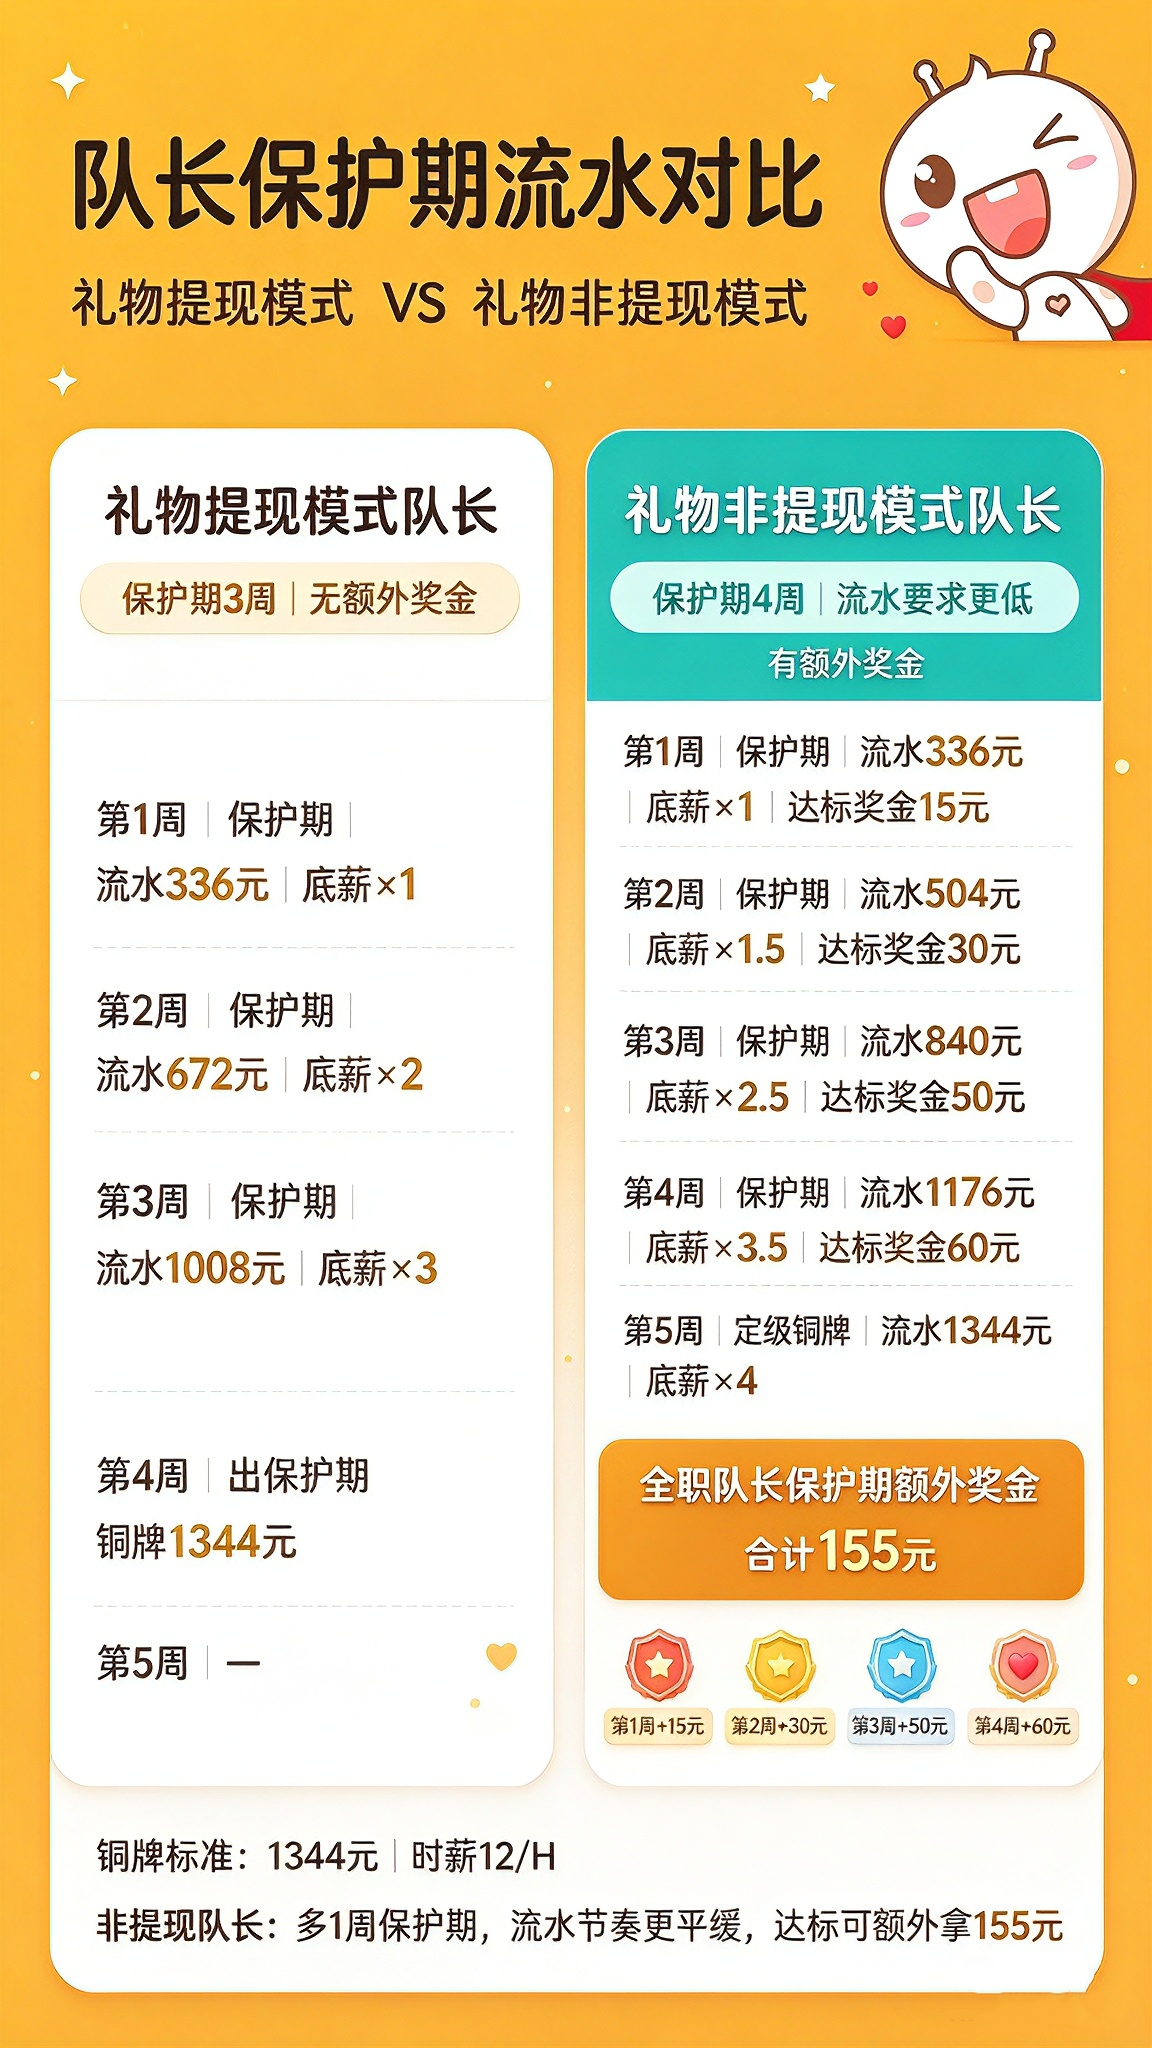 队长保护期流水对比
礼物提现模式 VS 礼物非提现模式
礼物提现模式队长
保护期3周｜无额外奖金
第1周｜保护期｜
流水336元｜底薪×1
第2周｜保护期｜
流水672元｜底薪×2
第3周｜保护期｜
流水1008元｜底薪×3
第4周｜出保护期
铜牌1344元
第5周｜—
礼物非提现模式队长
保护期4周｜流水要求更低
有额外奖金
第1周｜保护期｜流水336元
｜底薪×1｜达标奖金15元
第2周｜保护期｜流水504元
｜底薪×1.5｜达标奖金30元
第3周｜保护期｜流水840元
｜底薪×2.5｜达标奖金50元
第4周｜保护期｜流水1176元
｜底薪×3.5｜达标奖金60元
第5周｜定级铜牌｜流水1344元
｜底薪×4
全职队长保护期额外奖金
合计155元
第1周+15元 第2周+30元 第3周+50元 第4周+60元
铜牌标准：1344元｜时薪12/H
非提现队长：多1周保护期，流水节奏更平缓，达标可额外拿155元